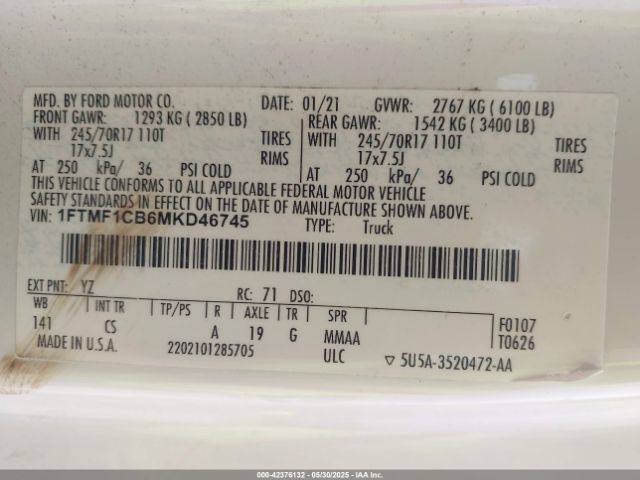 MFD. BY FORD MOTOR CO. DATE: 01/21 GVWR: 2767 KG ( 6100 LB)
FRONT GAWR: 1293 KG ( 2850 LB) REAR GAWR: 1542 KG ( 3400 LB)
WITH 245/70R17 110T TIRES WITH 245/70R17 110T TIRES
17x7.5J RIMS 17x7.5J RIMS
AT 250 kPa/ 36 PSI COLD AT 250 kPa/ 36 PSI COLD
THIS VEHICLE CONFORMS TO ALL APPLICABLE FEDERAL MOTOR VEHICLE
SAFETY STANDARDS IN EFFECT ON THE DATE OF MANUFACTURE SHOWN ABOVE.
VIN: 1FTMF1CB6MKD46745 TYPE: Truck
EXT PNT: YZ RC: 71 DSO:
WB INT TR TP/PS R AXLE TR SPR F0107
141 CS A 19 G MMAA T0626
MADE IN U.S.A. 2202101285705 ULC ▽ 5U5A-3520472-AA
000-42376132 - 05/30/2025 - IAA Inc.